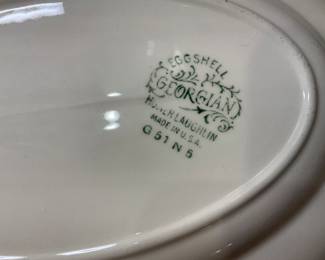 EGGSHELL
GEORGIAN
HOMER LAUGHLIN
MADE IN U.S.A.
G 51 N 5